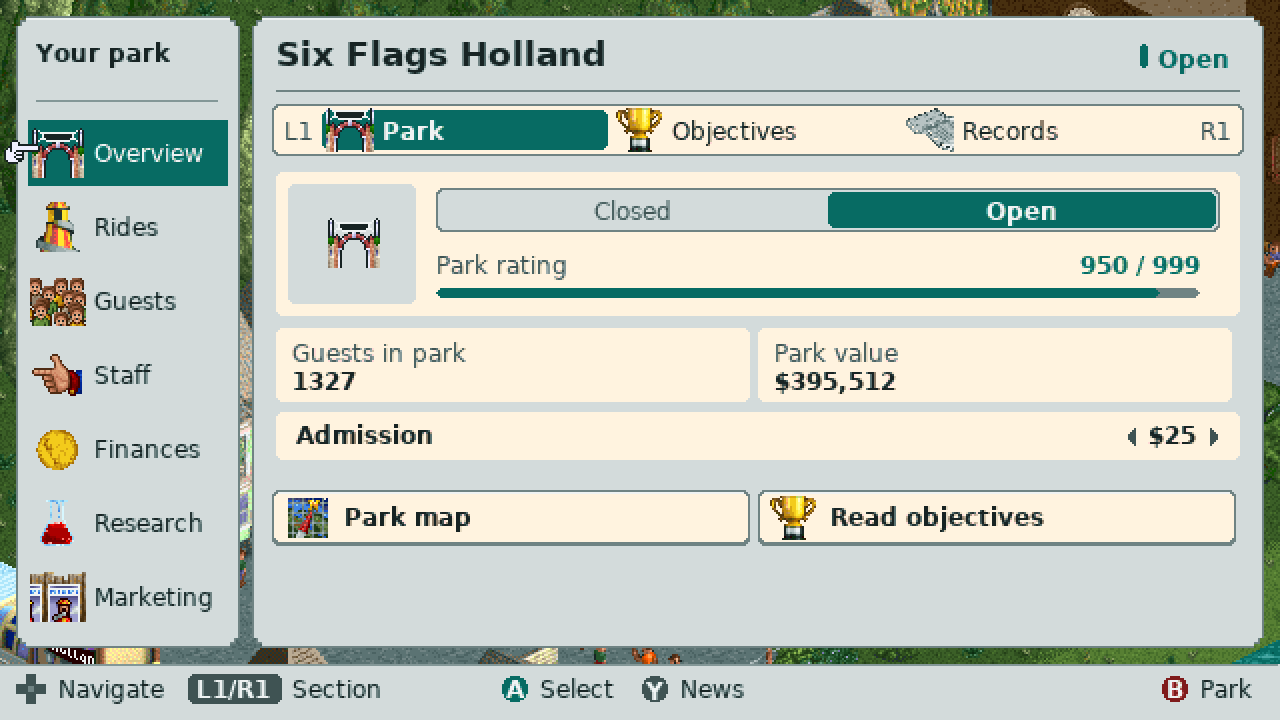 Your park
Overview
Rides
Guests
Staff
Finances
Research
Marketing
Six Flags Holland
Open
L1
Park
Objectives
Records
R1
Closed
Open
Park rating
950 / 999
Guests in park
1327
Park value
$395,512
Admission
$25
Park map
Read objectives
Navigate
L1/R1
Section
A
Select
Y
News
B
Park